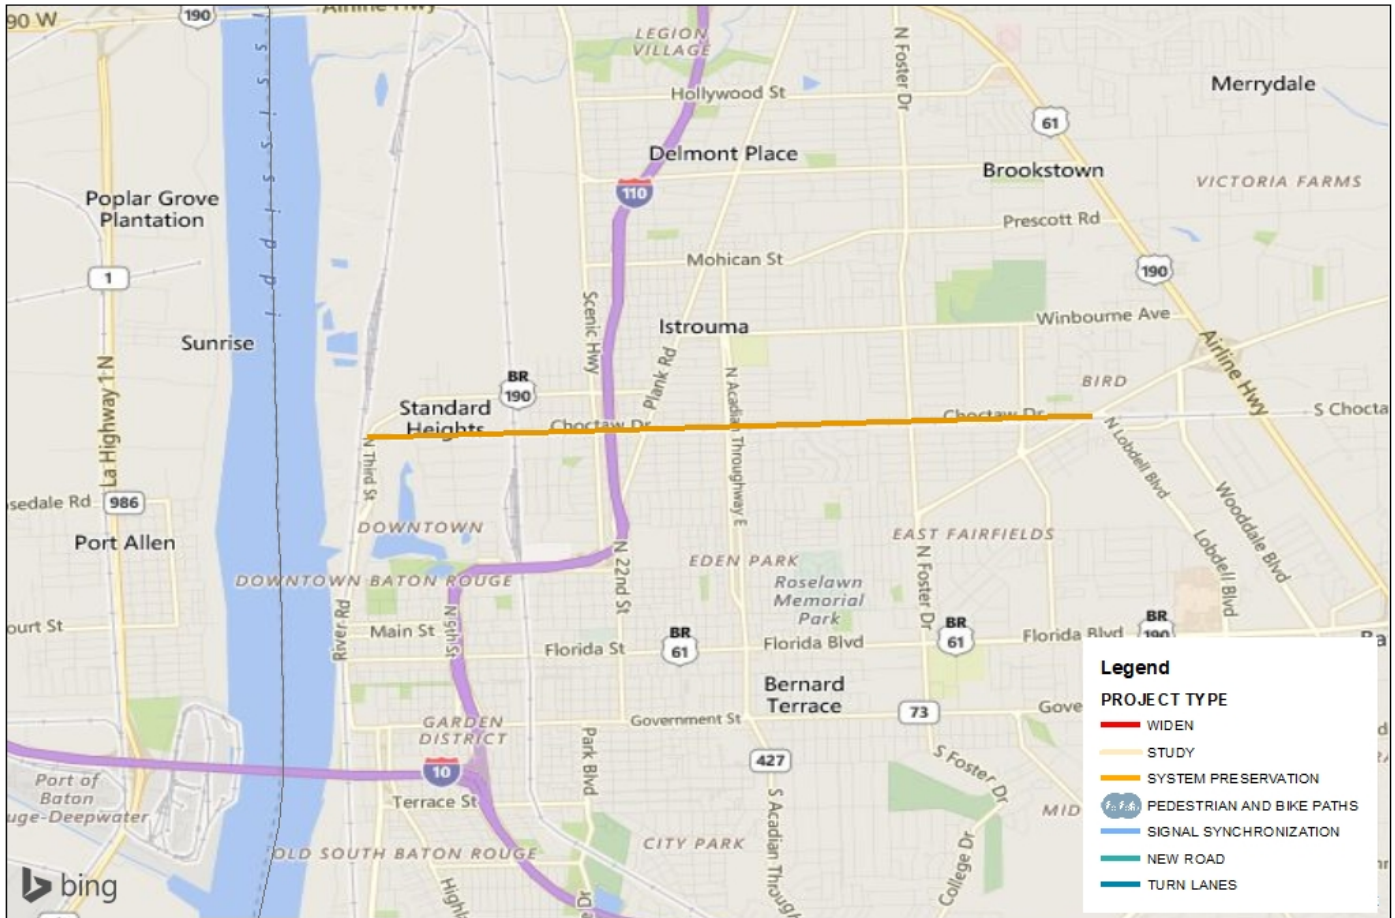 90 W
190
Airline Hwy
LEGION
VILLAGE
N Foster Dr
Merrydale
Hollywood St
61
Delmont Place
Brookstown
VICTORIA FARMS
110
Poplar Grove
Plantation
Prescott Rd
Mohican St
190
1
s s i s s i p p i
Scenic Hwy
Winbourne Ave
Istrouma
Sunrise
Airline Hwy
Plank Rd
La Highway 1 N
BR
190
N Acadian Throughway E
BIRD
Standard
Heights
Choctaw Dr
Choctaw Dr
S Chocta
N Third St
N Lobdell Blvd
osedale Rd
986
Wooddale Blvd
DOWNTOWN
EAST FAIRFIELDS
Port Allen
Lobdell Blvd
N 22nd St
EDEN PARK
DOWNTOWN BATON ROUGE
Roselawn
Memorial
Park
N Foster Dr
River Rd
N 9th St
ourt St
Main St
BR
61
BR
61
BR
190
Florida St
Florida Blvd
Florida Blvd
Ba
Bernard
Terrace
Government St
73
Gove
GARDEN
DISTRICT
Park Blvd
427
S Foster Dr
10
Port of
Baton
uge-Deepwater
Terrace St
S Acadian Through
MID
CITY PARK
OLD SOUTH BATON ROUGE
College Dr
Highla
bing
Legend
PROJECT TYPE
WIDEN
STUDY
SYSTEM PRESERVATION
PEDESTRIAN AND BIKE PATHS
SIGNAL SYNCHRONIZATION
NEW ROAD
TURN LANES